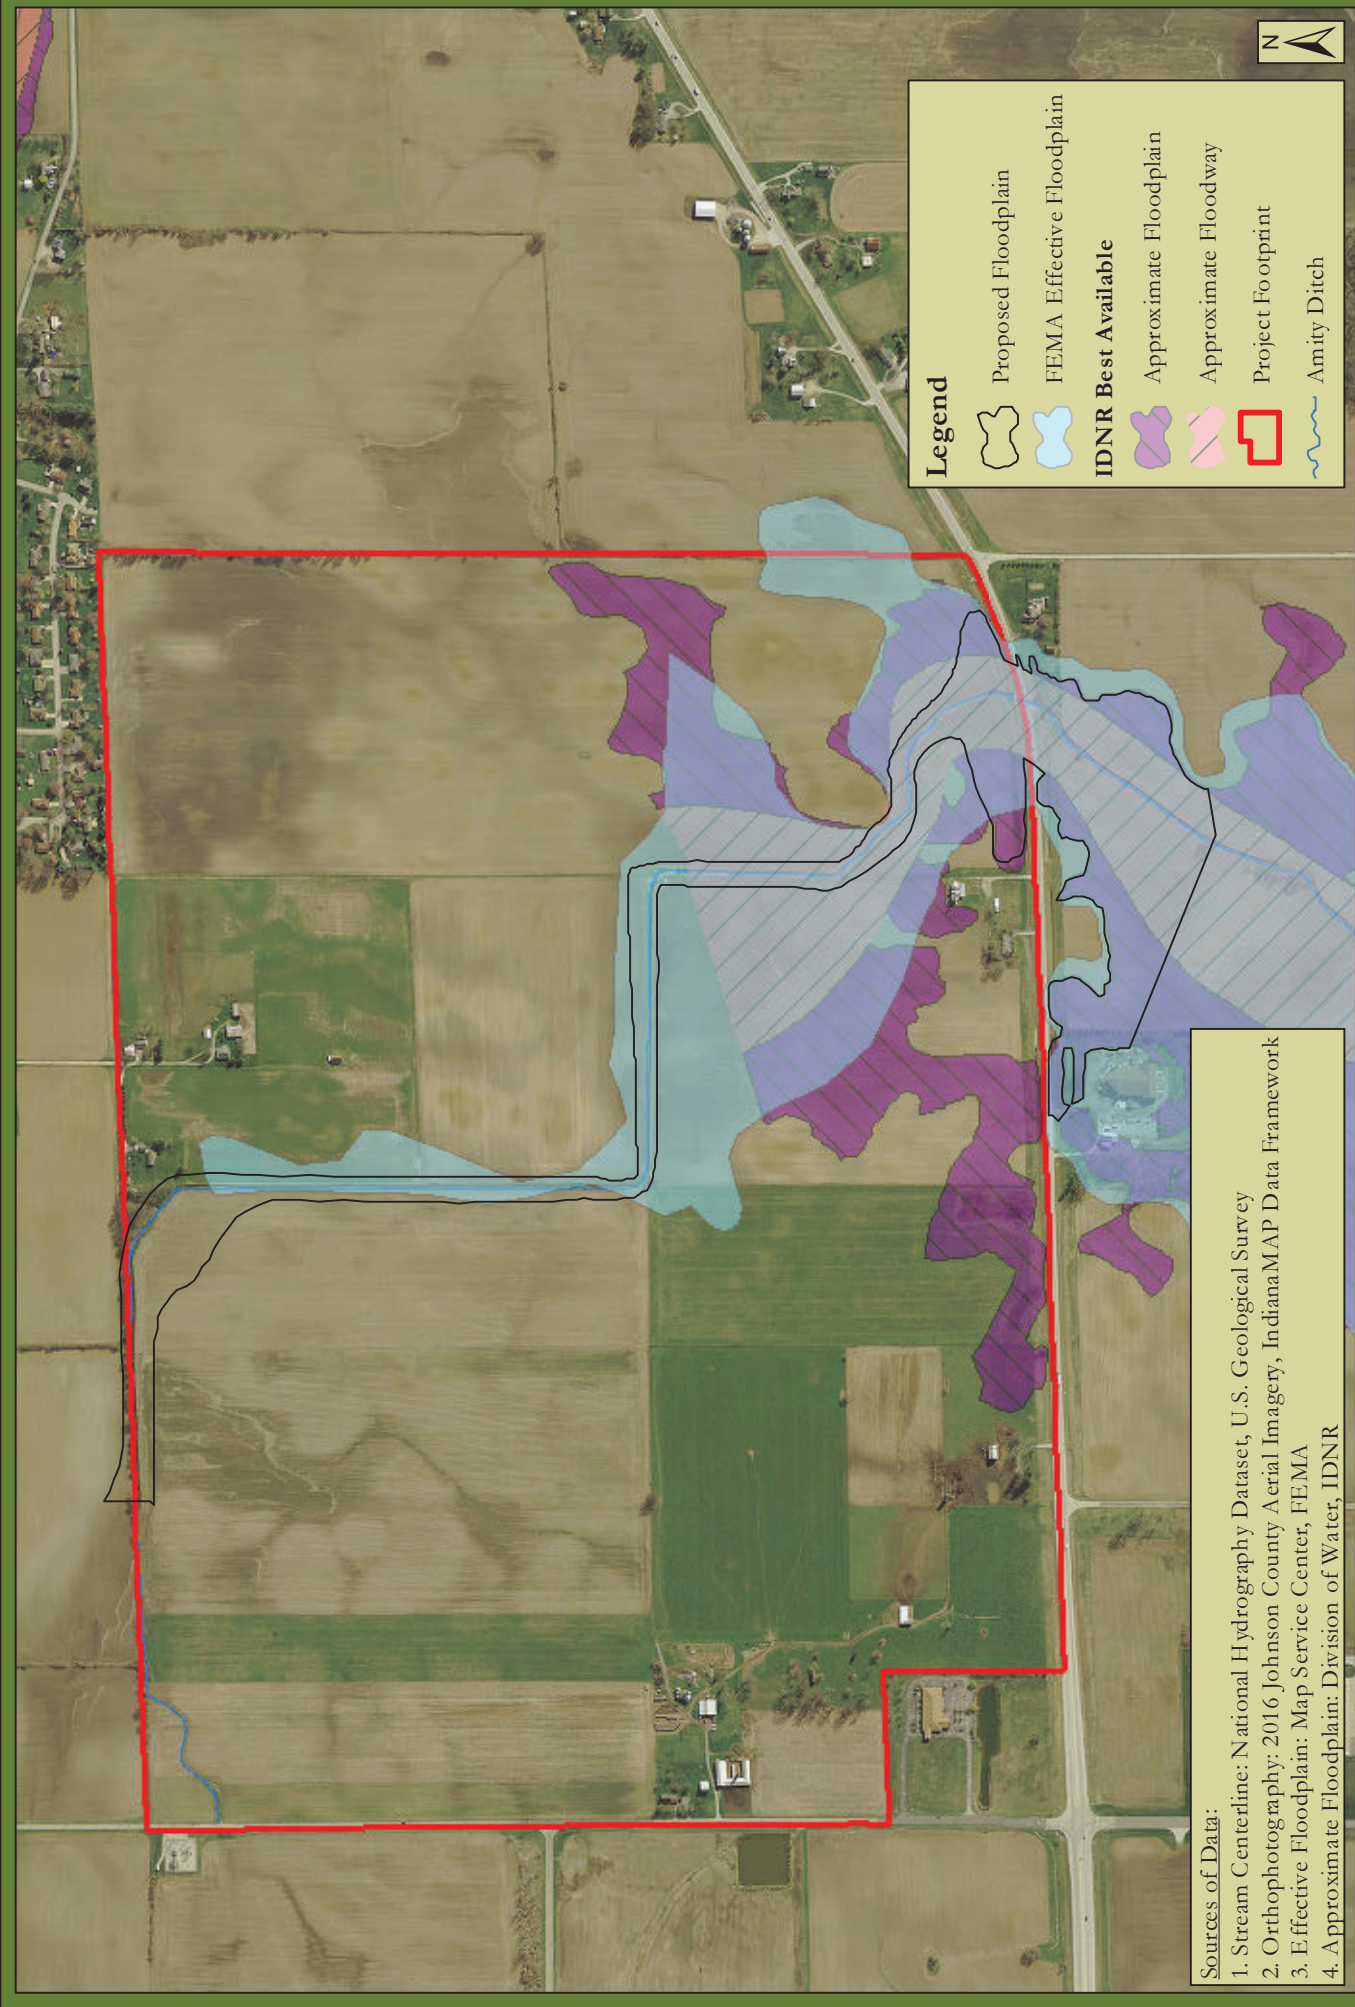 N
Legend
Proposed Floodplain
FEMA Effective Floodplain
IDNR Best Available
Approximate Floodplain
Approximate Floodway
Project Footprint
Amity Ditch
Sources of Data:
1. Stream Centerline: National Hydrography Dataset, U.S. Geological Survey
2. Orthophotography: 2016 Johnson County Aerial Imagery, IndianaMAP Data Framework
3. Effective Floodplain: Map Service Center, FEMA
4. Approximate Floodplain: Division of Water, IDNR